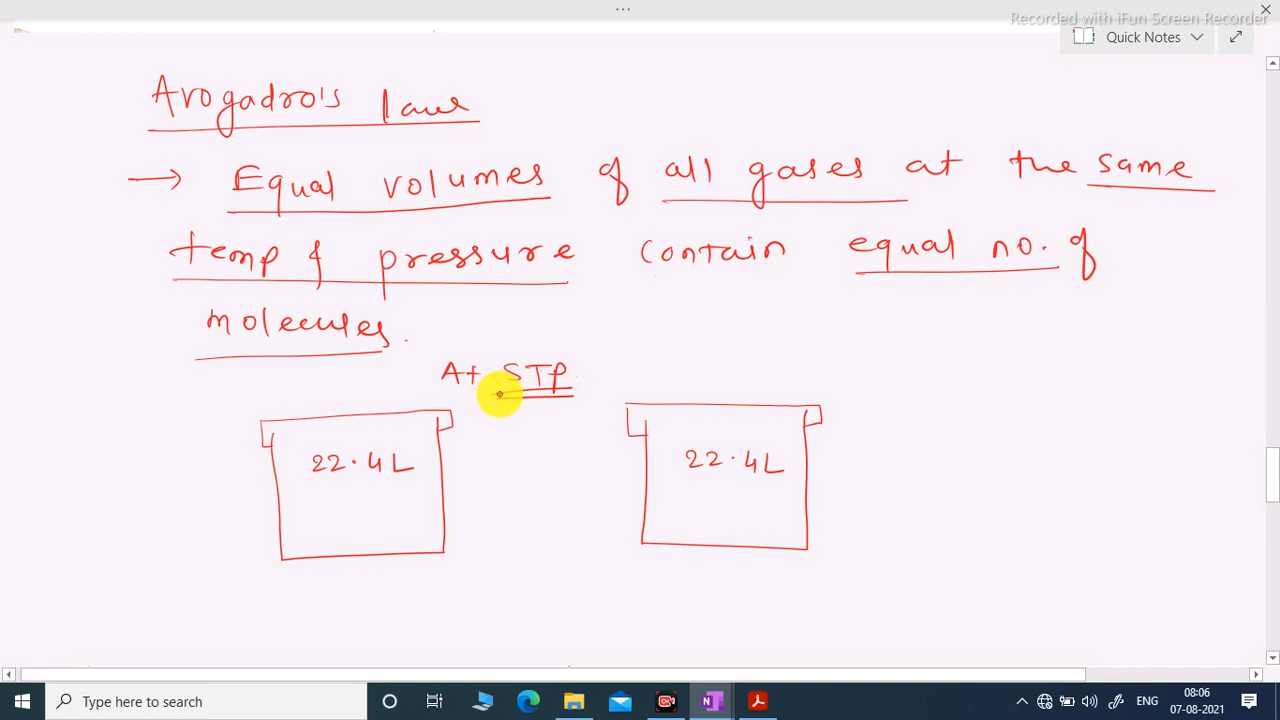 Recorded with iFun Screen Recorder
Quick Notes
Avogadro's law
→ Equal volumes of all gases at the same
temp & pressure contain equal no. of
molecules.
At STP
22.4L
22.4L
Type here to search
ENG
08:06
07-08-2021